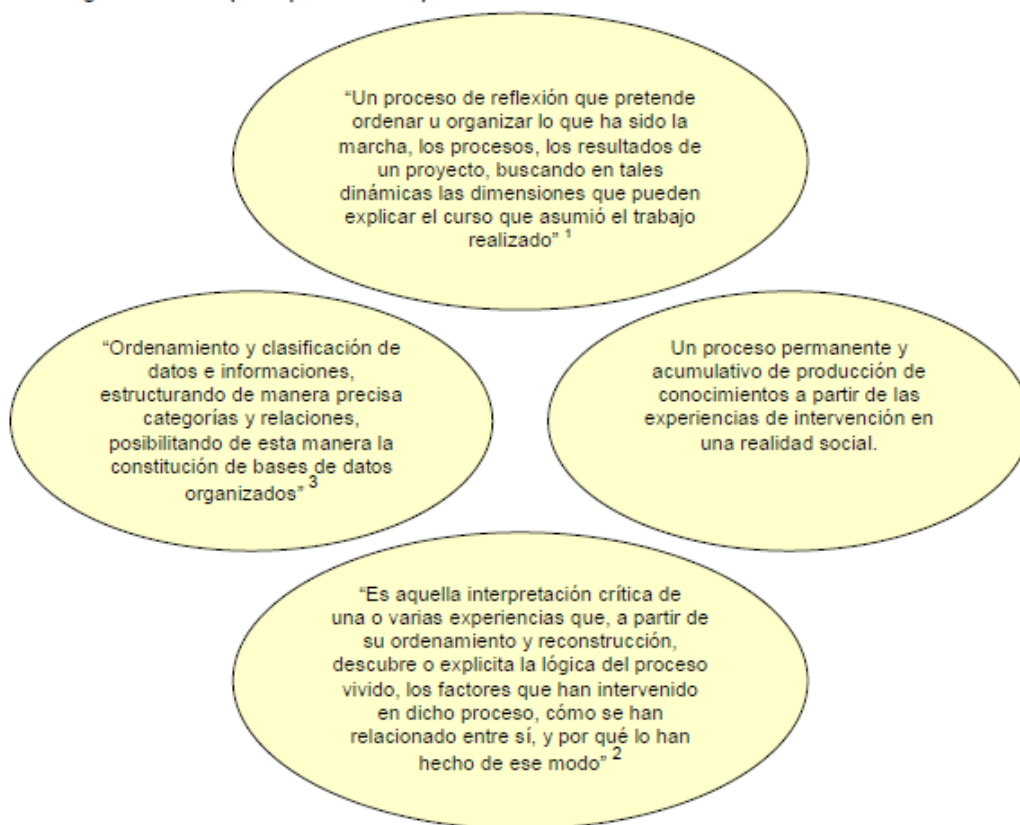 “Un proceso de reflexión que pretende
ordenar u organizar lo que ha sido la
marcha, los procesos, los resultados de
un proyecto, buscando en tales
dinámicas las dimensiones que pueden
explicar el curso que asumió el trabajo
realizado” 1
“Ordenamiento y clasificación de
datos e informaciones,
estructurando de manera precisa
categorías y relaciones,
posibilitando de esta manera la
constitución de bases de datos
organizados” 3
Un proceso permanente y
acumulativo de producción de
conocimientos a partir de las
experiencias de intervención en
una realidad social.
“Es aquella interpretación crítica de
una o varias experiencias que, a partir de
su ordenamiento y reconstrucción,
descubre o explicita la lógica del proceso
vivido, los factores que han intervenido
en dicho proceso, cómo se han
relacionado entre sí, y por qué lo han
hecho de ese modo” 2